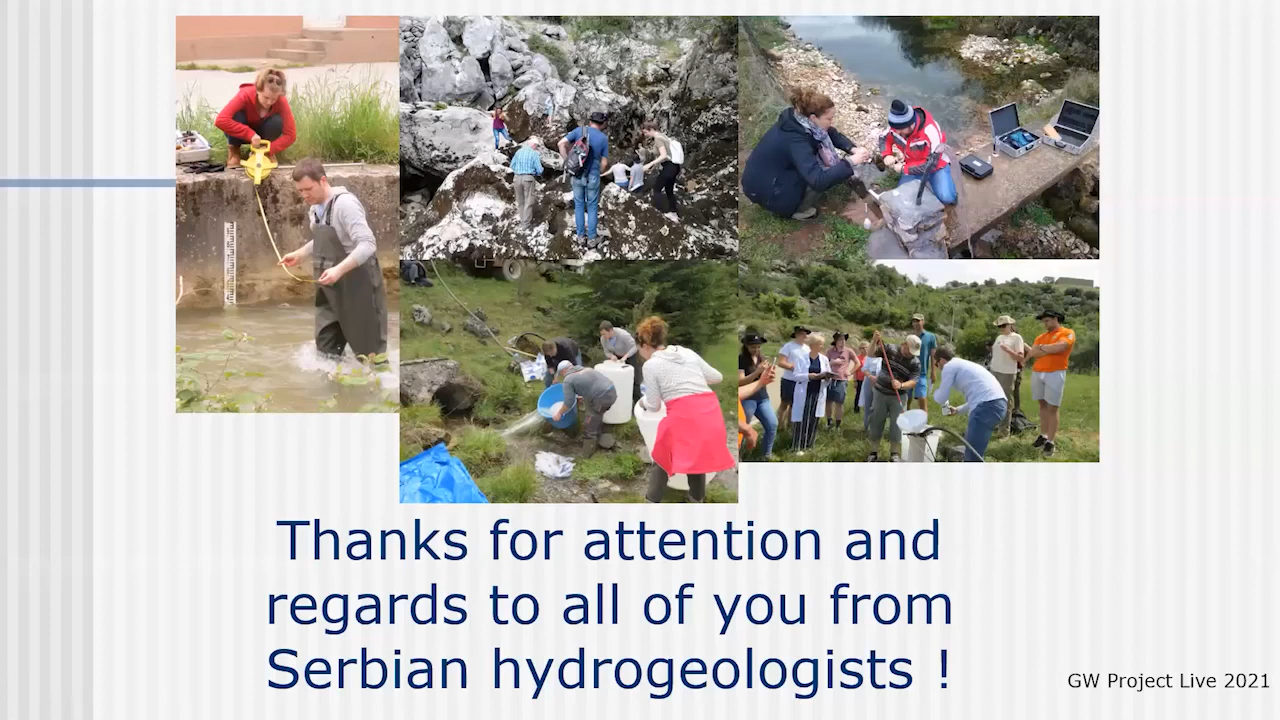 Thanks for attention and
regards to all of you from
Serbian hydrogeologists !
GW Project Live 2021